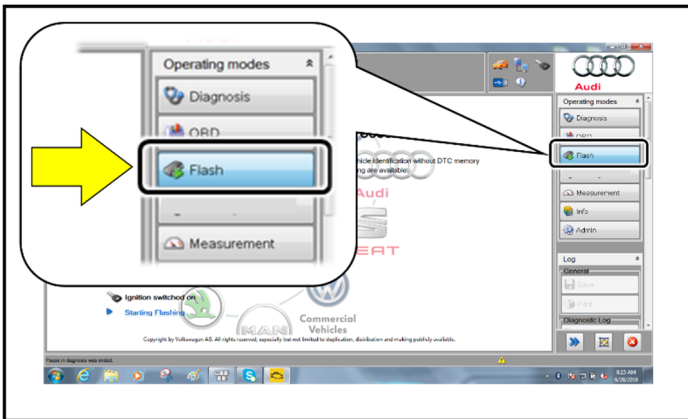 Operating modes
Diagnosis
OBD
Flash
Measurement
Audi
Operating modes
Diagnosis
OBD
Flash
Measurement
Info
Admin
Log
General
Save
Print
Diagnostic Log
hicle identification without DTC memory
ng are available.
Audi
SEAT
Ignition switched on
Starting Flashing
MAN
Commercial
Vehicles
Copyright by Volkswagen AG. All rights reserved, especially but not limited to duplication, distribution and making publicly available.
Pause in diagnosis was ended.
8:23 AM
6/28/2018